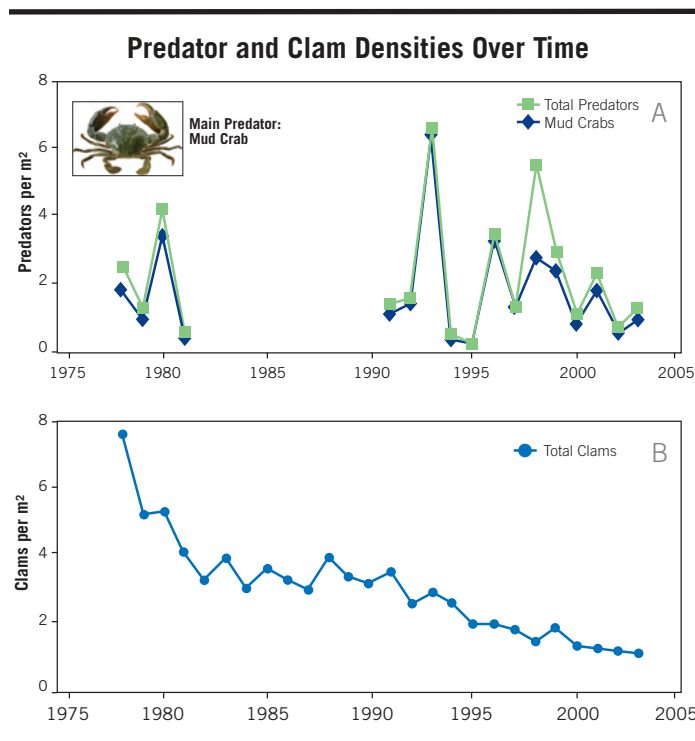 Predator and Clam Densities Over Time
8
6
4
2
0
Predators per m²
Main Predator:
Mud Crab
Total Predators
Mud Crabs
A
1975
1980
1985
1990
1995
2000
2005
8
6
4
2
0
Clams per m²
Total Clams
B
1975
1980
1985
1990
1995
2000
2005